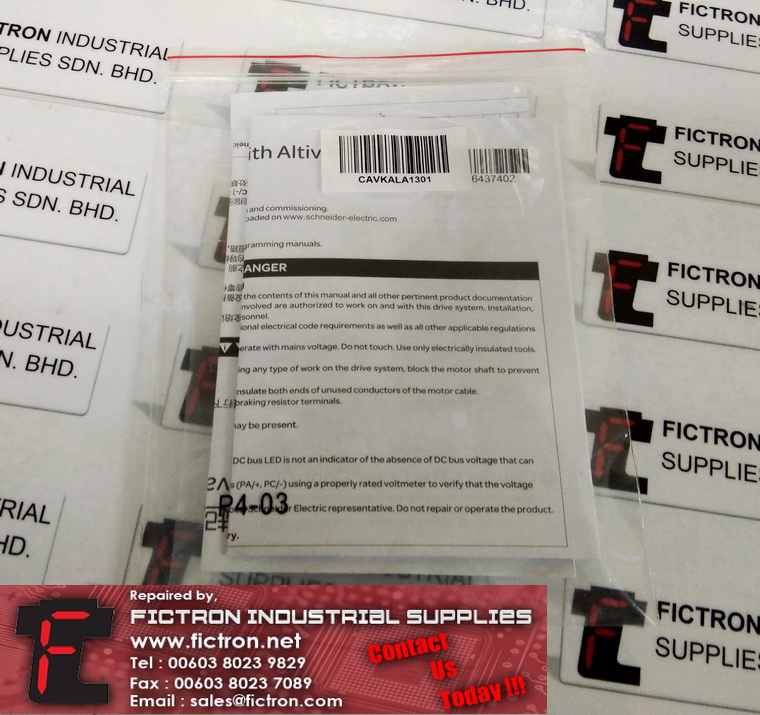 FICTRON
SUPPLIES
BHD.
TRON INDUSTRIAL
PLIES SDN. BHD.
FICTRON
SUPPLIE
INDUSTRIAL
S SDN. BHD.
FICTRON
SUPPLIE
USTRIAL
N. BHD.
FICTRON
SUPPLIES
RIAL
HD.
FICTRON
SUPPLIES
ith Altiv
CAVKALA1301
6437402
and commissioning.
oaded on www.schneider-electric.com
gramming manuals.
ANGER
the contents of this manual and all other pertinent product documentation
nvolved are authorized to work on and with this drive system. Installation,
sonnel.
ional electrical code requirements as well as all other applicable regulations
erate with mains voltage. Do not touch. Use only electrically insulated tools.
ing any type of work on the drive system, block the motor shaft to prevent
nsulate both ends of unused conductors of the motor cable.
braking resistor terminals.
may be present.
DC bus LED is not an indicator of the absence of DC bus voltage that can
s (PA/+, PC/-) using a properly rated voltmeter to verify that the voltage
P4-03
Electric representative. Do not repair or operate the product.
ry.
Repaired by,
FICTRON INDUSTRIAL SUPPLIES
www.fictron.net
Tel : 00603 8023 9829
Fax : 00603 8023 7089
Email : sales@fictron.com
Contact
Us
Today !!!